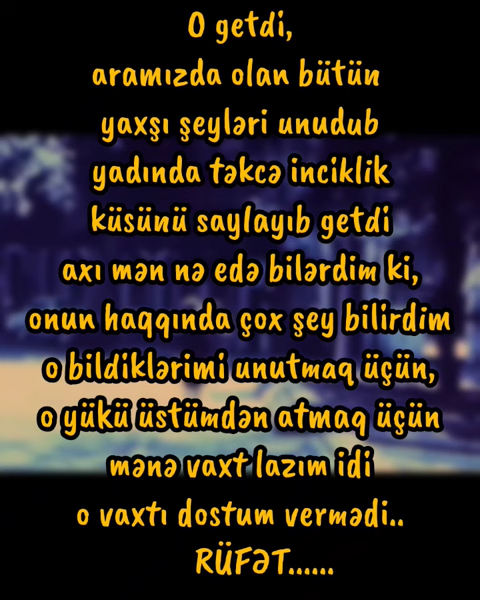 O getdi,
aramızda olan bütün
yaxşı şeyləri unudub
yadında təkcə inciklik
küsünü saylayıb getdi
axı mən nə edə bilərdim ki,
onun haqqında çox şey bilirdim
o bildiklərimi unutmaq üçün,
o yükü üstümdən atmaq üçün
mənə vaxt lazım idi
o vaxtı dostum vermədi..
RÜFƏT......